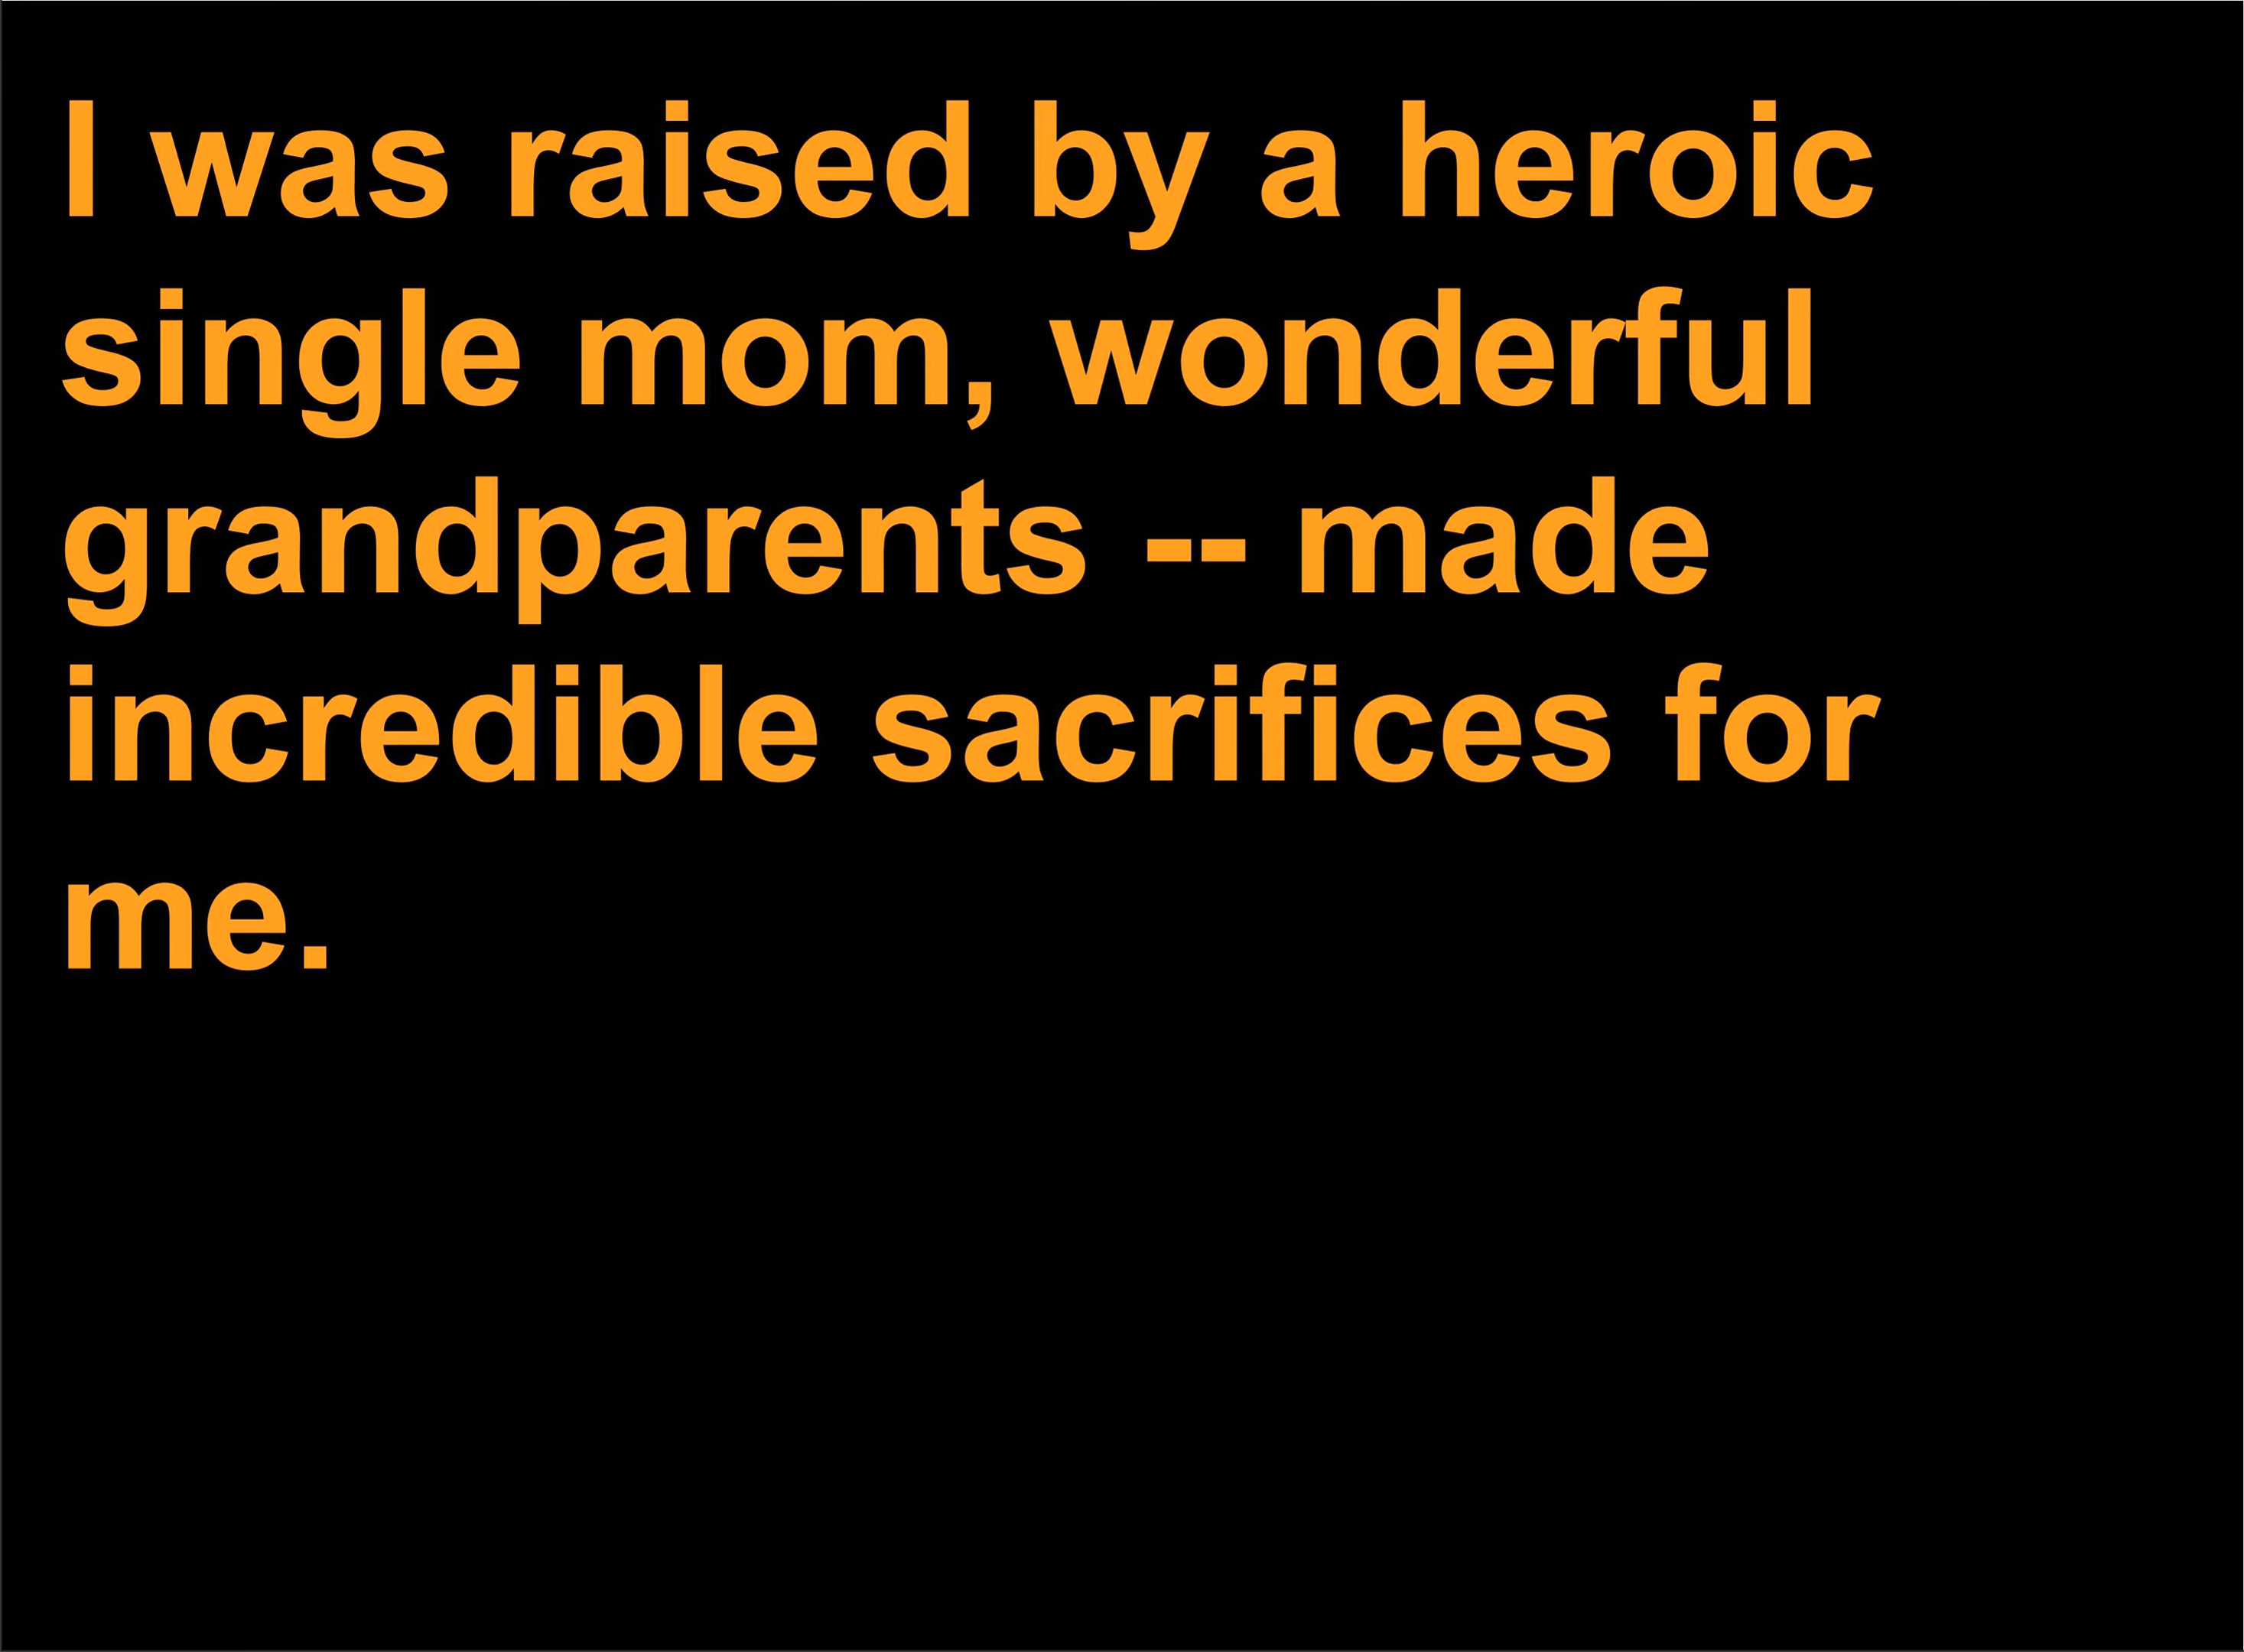 I was raised by a heroic
single mom, wonderful
grandparents -- made
incredible sacrifices for
me.